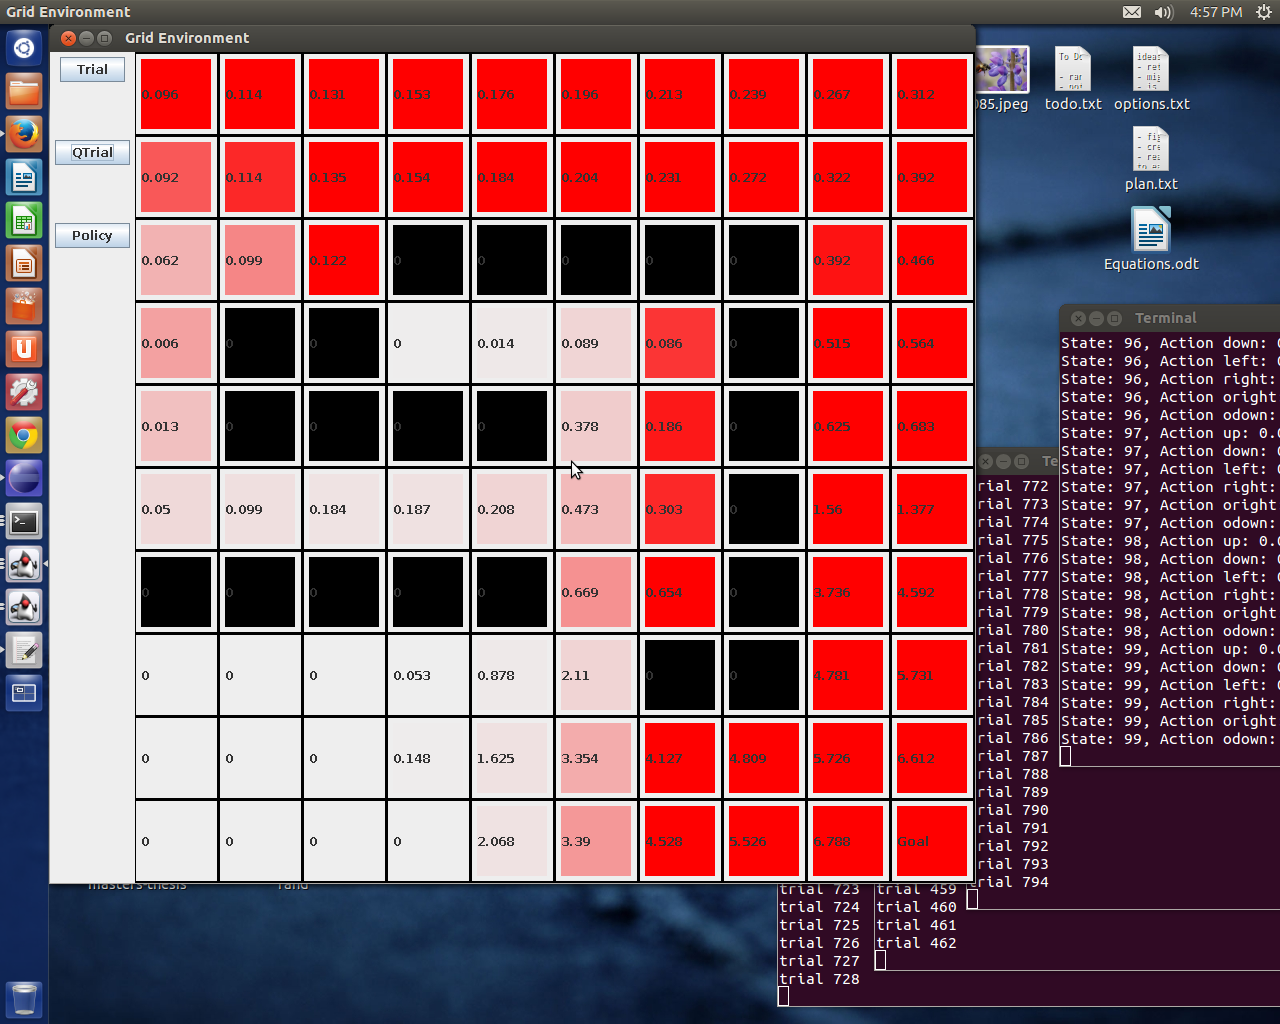 Grid Environment
4:57 PM
Grid Environment
Trial
0.096 0.114 0.131 0.153 0.176 0.196 0.213 0.239 0.267 0.312
QTrial
0.092 0.114 0.135 0.154 0.184 0.204 0.231 0.272 0.322 0.392
Policy
0.062 0.099 0.122 0 0 0 0 0 0.392 0.466
0.006 0 0 0 0.014 0.089 0.086 0 0.515 0.564
0.013 0 0 0 0 0.378 0.186 0 0.625 0.683
0.05 0.099 0.184 0.187 0.208 0.473 0.303 0 1.56 1.377
0 0 0 0 0 0.669 0.654 0 3.736 4.592
0 0 0 0.053 0.878 2.11 0 0 4.781 5.731
0 0 0 0.148 1.625 3.354 4.127 4.809 5.726 6.612
0 0 0 0 2.068 3.39 4.528 5.526 6.788 Goal
085.jpeg
To Do
todo.txt
options.txt
plan.txt
Equations.odt
Terminal
State: 96, Action down:
State: 96, Action left:
State: 96, Action right:
State: 96, Action oright
State: 96, Action odown:
State: 97, Action up: 0.0
State: 97, Action down:
State: 97, Action left:
State: 97, Action right:
State: 97, Action oright
State: 97, Action odown:
State: 98, Action up: 0.0
State: 98, Action down:
State: 98, Action left:
State: 98, Action right:
State: 98, Action oright
State: 98, Action odown:
State: 99, Action up: 0.0
State: 99, Action down:
State: 99, Action left:
State: 99, Action right:
State: 99, Action oright
State: 99, Action odown:
Te
rial 772
rial 773
rial 774
rial 775
rial 776
rial 777
rial 778
rial 779
rial 780
rial 781
rial 782
rial 783
rial 784
rial 785
rial 786
rial 787
rial 788
rial 789
rial 790
rial 791
rial 792
rial 793
rial 794
masters-thesis
rand
trial 723
trial 724
trial 725
trial 726
trial 727
trial 728
trial 459
trial 460
trial 461
trial 462